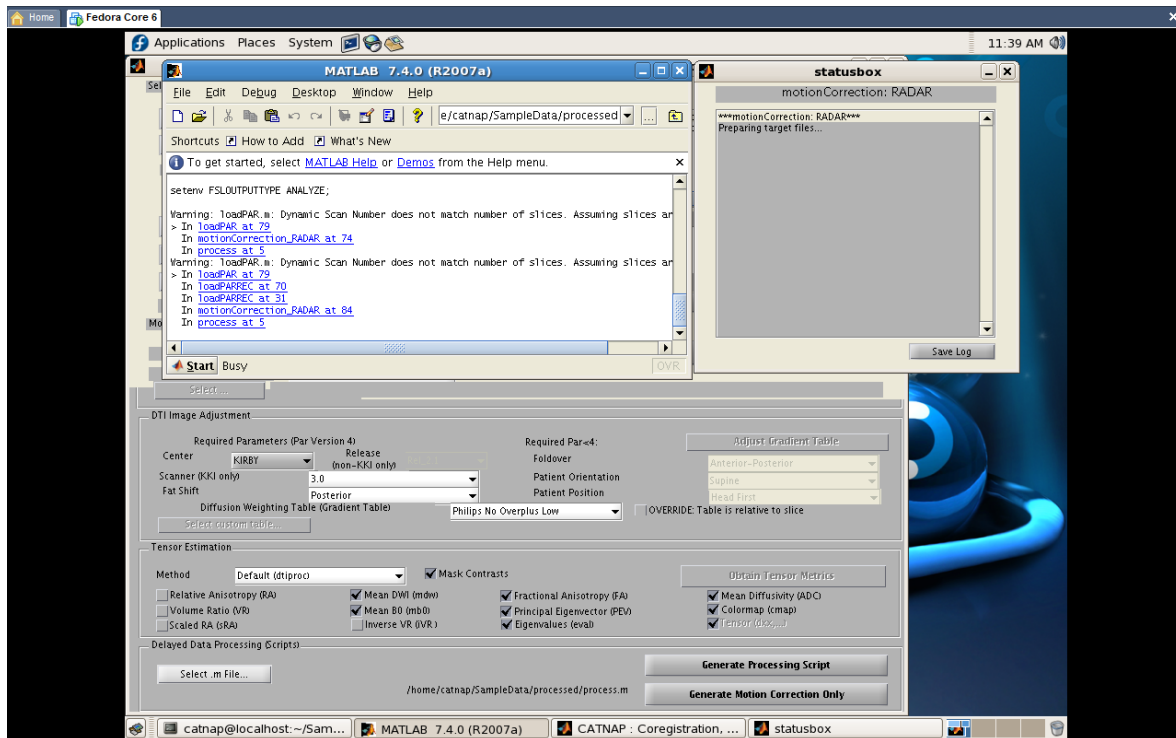 Home
Fedora Core 6
Applications Places System
11:39 AM
MATLAB 7.4.0 (R2007a)
File Edit Debug Desktop Window Help
e/catnap/SampleData/processed
...
Shortcuts How to Add What's New
To get started, select MATLAB Help or Demos from the Help menu.
setenv FSLOUTPUTTYPE ANALYZE;
Warning: loadPAR.m: Dynamic Scan Number does not match number of slices. Assuming slices ar
> In loadPAR at 79
In motionCorrection_RADAR at 74
In process at 5
Warning: loadPAR.m: Dynamic Scan Number does not match number of slices. Assuming slices ar
> In loadPAR at 79
In loadPARREC at 70
In loadPARREC at 31
In motionCorrection_RADAR at 84
In process at 5
Start Busy
OVR
statusbox
motionCorrection: RADAR
***motionCorrection: RADAR***
Preparing target files...
Save Log
Sel
Mo
Select ...
DTI Image Adjustment
Required Parameters (Par Version 4)
Required Par<4:
Adjust Gradient Table
Center
KIRBY
Release
(non-KKI only)
Foldover
Anterior-Posterior
Scanner (KKI only)
3.0
Patient Orientation
Supine
Fat Shift
Posterior
Patient Position
Head First
Diffusion Weighting Table (Gradient Table)
Philips No Overplus Low
OVERRIDE: Table is relative to slice
Select custom table...
Tensor Estimation
Method
Default (dtiproc)
Mask Contrasts
Obtain Tensor Metrics
Relative Anisotropy (RA)
Mean DWI (mdw)
Fractional Anisotropy (FA)
Mean Diffusivity (ADC)
Volume Ratio (VR)
Mean B0 (mb0)
Principal Eigenvector (PEV)
Colormap (cmap)
Scaled RA (sRA)
Inverse VR (iVR )
Eigenvalues (eval)
Tensor (dxx,...)
Delayed Data Processing (Scripts)
Select .m File...
/home/catnap/SampleData/processed/process.m
Generate Processing Script
Generate Motion Correction Only
catnap@localhost:~/Sam...
MATLAB 7.4.0 (R2007a)
CATNAP : Coregistration, ...
statusbox